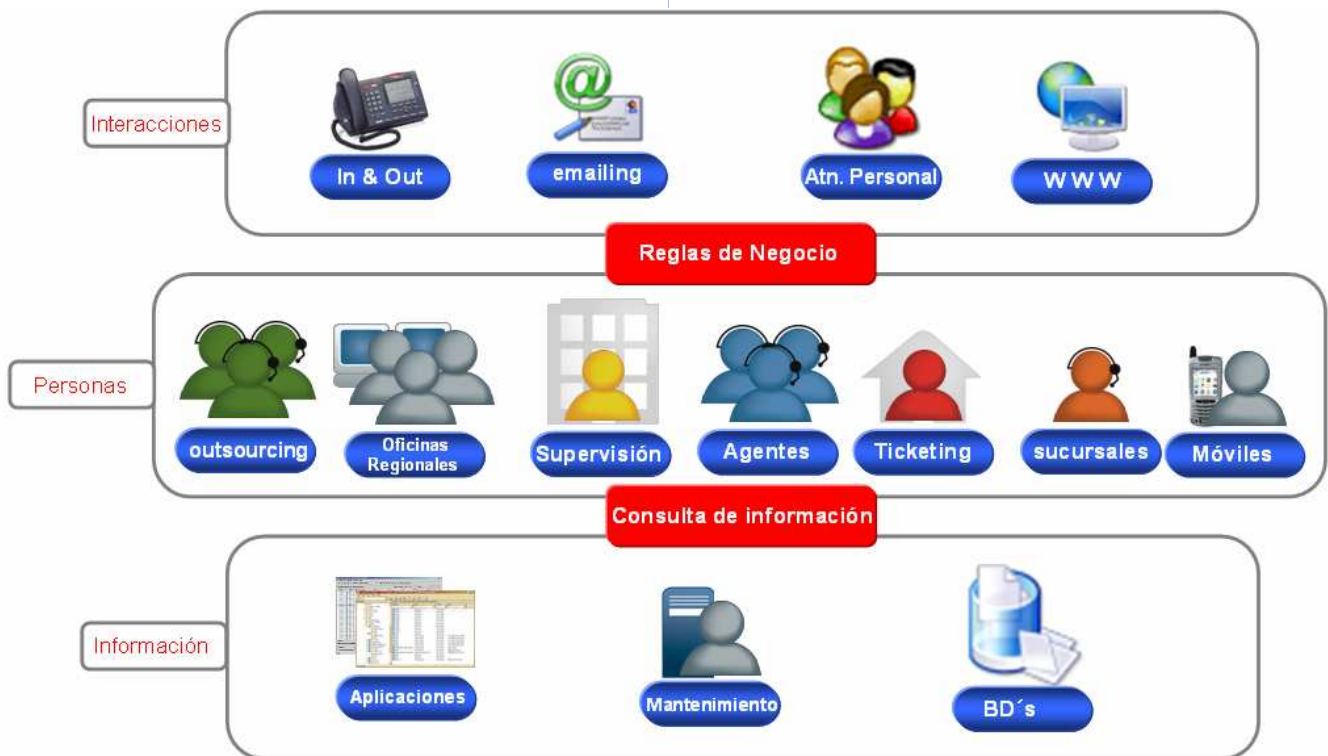 Interacciones
In & Out
emailing
Atn. Personal
W W W
Reglas de Negocio
Personas
outsourcing
Oficinas
Regionales
Supervisión
Agentes
Ticketing
sucursales
Móviles
Consulta de información
Información
Aplicaciones
Mantenimiento
BD´s